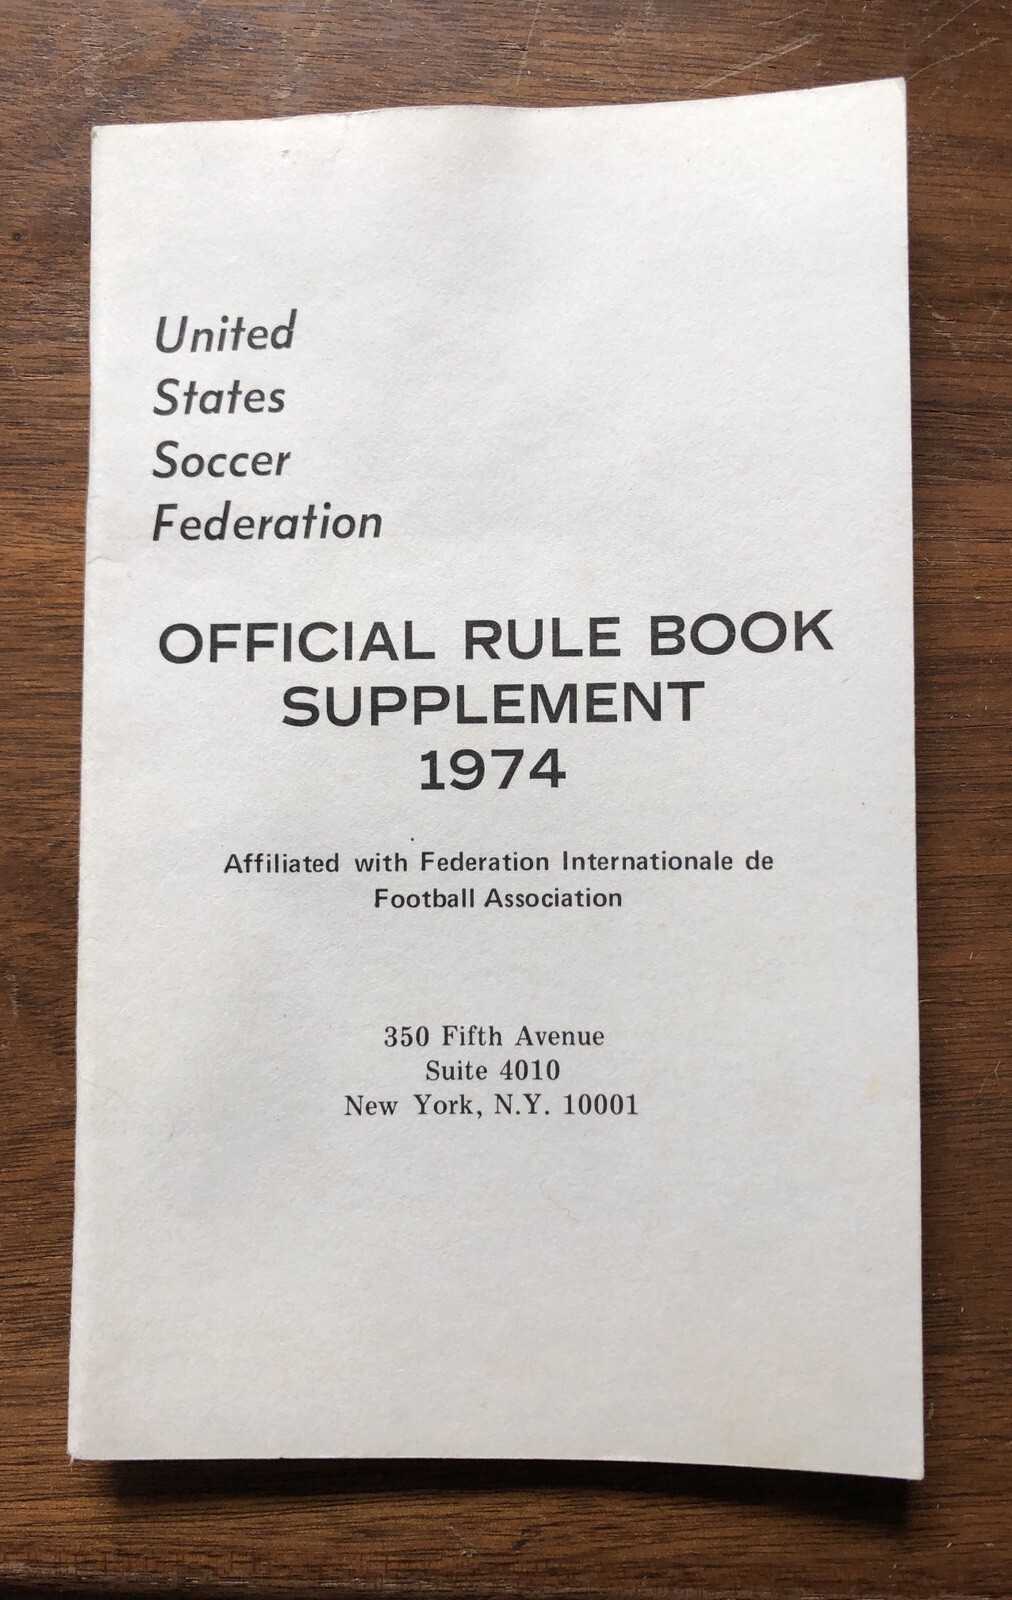 United
States
Soccer
Federation
OFFICIAL RULE BOOK
SUPPLEMENT
1974
Affiliated with Federation Internationale de
Football Association
350 Fifth Avenue
Suite 4010
New York, N.Y. 10001